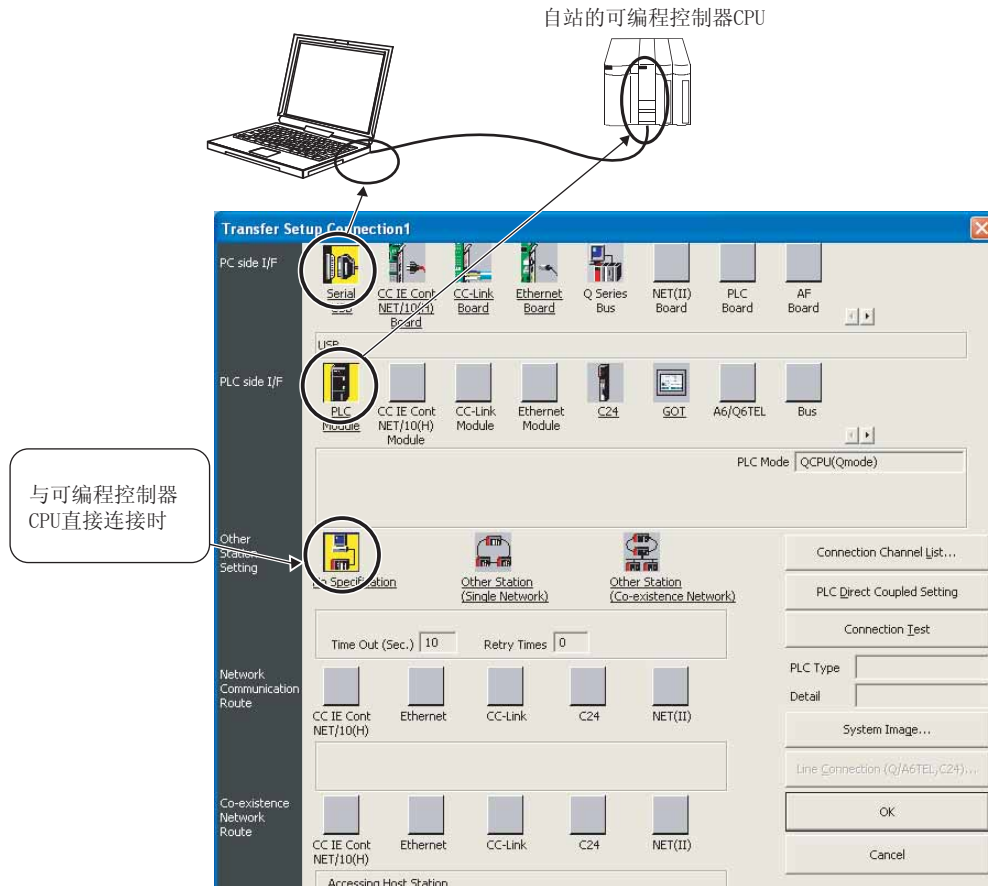 自站的可编程控制器CPU
Transfer Setup Connection1
PC side I/F
Serial
USB
CC IE Cont
NET/10(H)
Board
CC-Link
Board
Ethernet
Board
Q Series
Bus
NET(II)
Board
PLC
Board
AF
Board
USB
PLC side I/F
PLC
Module
CC IE Cont
NET/10(H)
Module
CC-Link
Module
Ethernet
Module
C24
GOT
A6/Q6TEL
Bus
PLC Mode QCPU(Qmode)
与可编程控制器
CPU直接连接时
Other
Station
Setting
No Specification
Other Station
(Single Network)
Other Station
(Co-existence Network)
Time Out (Sec.) 10 Retry Times 0
Connection Channel List...
PLC Direct Coupled Setting
Connection Test
PLC Type
Detail
System Image...
Line Connection (Q/A6TEL,C24)...
OK
Cancel
Network
Communication
Route
CC IE Cont
NET/10(H)
Ethernet
CC-Link
C24
NET(II)
Co-existence
Network
Route
CC IE Cont
NET/10(H)
Ethernet
CC-Link
C24
NET(II)
Accessing Host Station